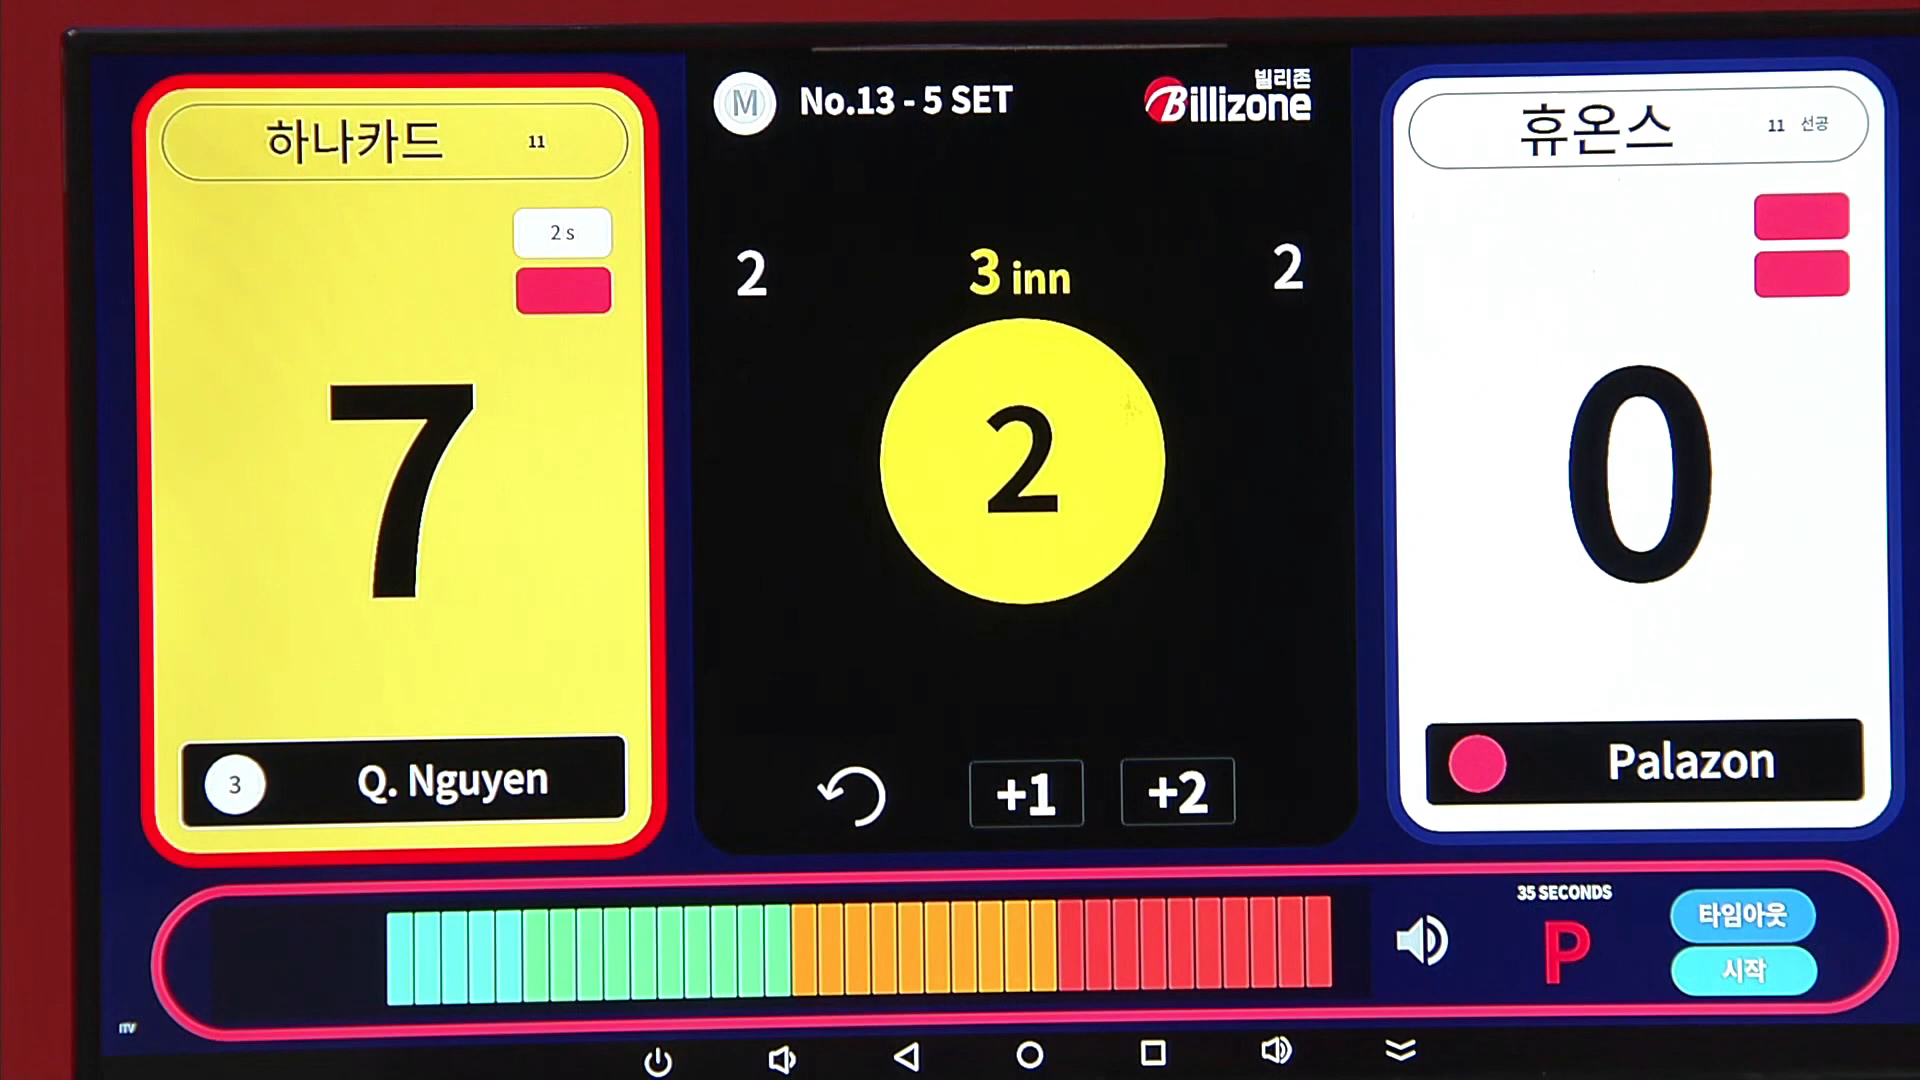 하나카드 11
2 s
7
3 Q. Nguyen
M No.13 - 5 SET
빌리존
Billizone
2 3 inn 2
2
+1 +2
휴온스 11 선공
0
Palazon
35 SECONDS
P
타임아웃
시작
ITV